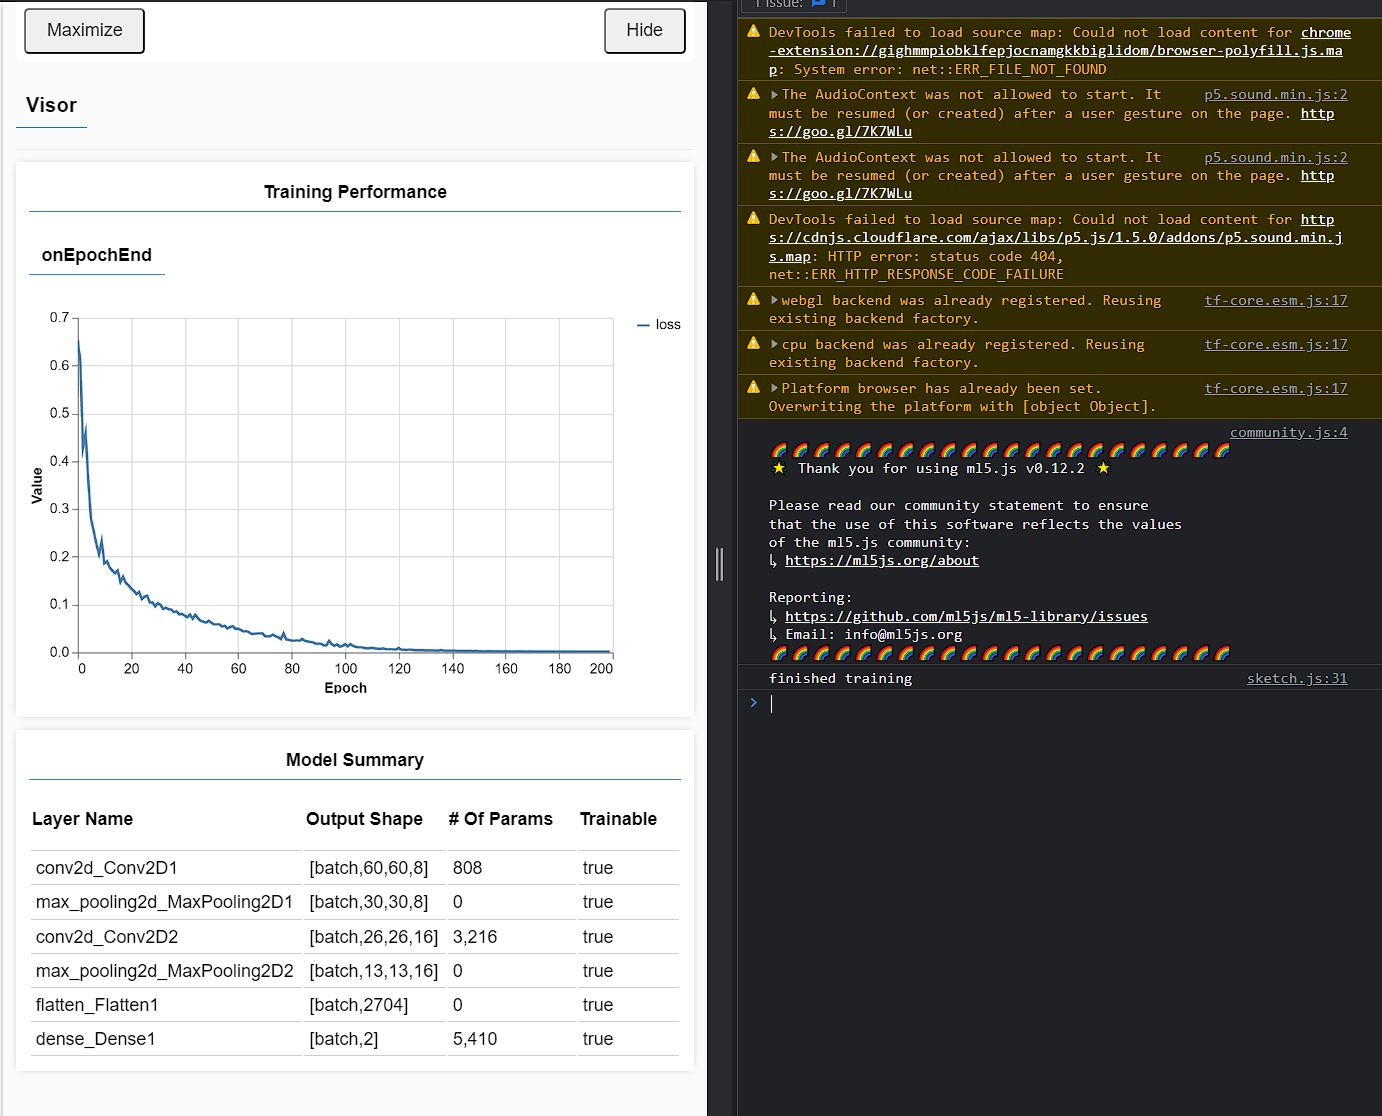 Maximize
Hide
Visor
Training Performance
onEpochEnd
loss
Value
0.7
0.6
0.5
0.4
0.3
0.2
0.1
0.0
0 20 40 60 80 100 120 140 160 180 200
Epoch
Model Summary
Layer Name Output Shape # Of Params Trainable
conv2d_Conv2D1 [batch,60,60,8] 808 true
max_pooling2d_MaxPooling2D1 [batch,30,30,8] 0 true
conv2d_Conv2D2 [batch,26,26,16] 3,216 true
max_pooling2d_MaxPooling2D2 [batch,13,13,16] 0 true
flatten_Flatten1 [batch,2704] 0 true
dense_Dense1 [batch,2] 5,410 true
1 Issue: 1
DevTools failed to load source map: Could not load content for chrome
-extension://gighmmpiobklfepjocnamgkkbiglidom/browser-polyfill.js.ma
p: System error: net::ERR_FILE_NOT_FOUND
The AudioContext was not allowed to start. It p5.sound.min.js:2
must be resumed (or created) after a user gesture on the page. http
s://goo.gl/7K7WLu
The AudioContext was not allowed to start. It p5.sound.min.js:2
must be resumed (or created) after a user gesture on the page. http
s://goo.gl/7K7WLu
DevTools failed to load source map: Could not load content for http
s://cdnjs.cloudflare.com/ajax/libs/p5.js/1.5.0/addons/p5.sound.min.j
s.map: HTTP error: status code 404,
net::ERR_HTTP_RESPONSE_CODE_FAILURE
webgl backend was already registered. Reusing tf-core.esm.js:17
existing backend factory.
cpu backend was already registered. Reusing tf-core.esm.js:17
existing backend factory.
Platform browser has already been set. tf-core.esm.js:17
Overwriting the platform with [object Object].
community.js:4
Thank you for using ml5.js v0.12.2
Please read our community statement to ensure
that the use of this software reflects the values
of the ml5.js community:
↳ https://ml5js.org/about
Reporting:
↳ https://github.com/ml5js/ml5-library/issues
↳ Email: info@ml5js.org
finished training sketch.js:31
>